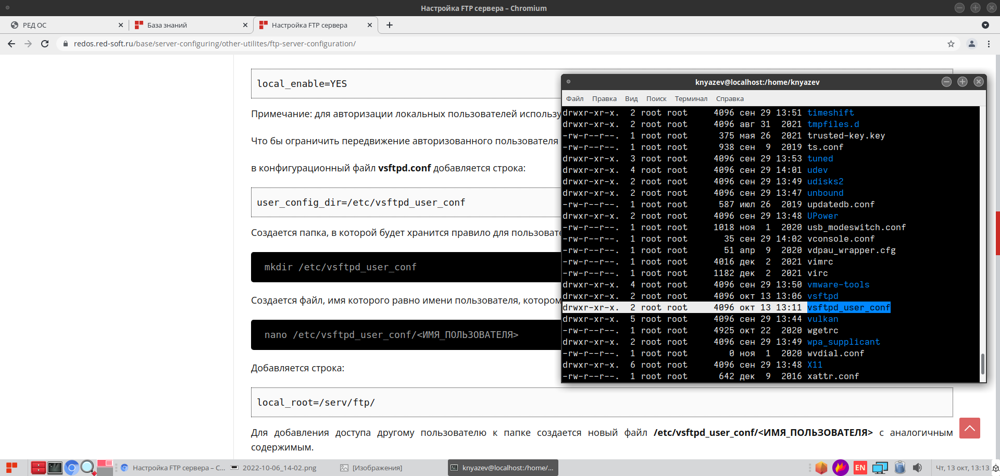 Настройка FTP сервера – Chromium
РЕД ОС
База знаний
Настройка FTP сервера
redos.red-soft.ru/base/server-configuring/other-utilites/ftp-server-configuration/
local_enable=YES
Примечание: для авторизации локальных пользователей использу
Что бы ограничить передвижение авторизованного пользователя
в конфигурационный файл vsftpd.conf добавляется строка:
user_config_dir=/etc/vsftpd_user_conf
Создается папка, в которой будет хранится правило для пользовате
mkdir /etc/vsftpd_user_conf
Создается файл, имя которого равно имени пользователя, котором
nano /etc/vsftpd_user_conf/<ИМЯ_ПОЛЬЗОВАТЕЛЯ>
Добавляется строка:
local_root=/serv/ftp/
Для добавления доступа другому пользователю к папке создается новый файл /etc/vsftpd_user_conf/<ИМЯ_ПОЛЬЗОВАТЕЛЯ> с аналогичным
содержимым.
knyazev@localhost:/home/knyazev
Файл Правка Вид Поиск Терминал Справка
drwxr-xr-x. 2 root root 4096 сен 29 13:51 timeshift
drwxr-xr-x. 2 root root 4096 авг 31 2021 tmpfiles.d
-rw-r--r--. 1 root root 375 мая 26 2021 trusted-key.key
-rw-r--r--. 1 root root 938 сен 9 2019 ts.conf
drwxr-xr-x. 3 root root 4096 сен 29 13:53 tuned
drwxr-xr-x. 4 root root 4096 сен 29 14:01 udev
drwxr-xr-x. 2 root root 4096 сен 29 13:49 udisks2
drwxr-xr-x. 2 root root 4096 сен 29 13:47 unbound
-rw-r--r--. 1 root root 587 июл 26 2019 updatedb.conf
drwxr-xr-x. 2 root root 4096 сен 29 13:48 UPower
-rw-r--r--. 1 root root 1018 ноя 1 2020 usb_modeswitch.conf
-rw-r--r--. 1 root root 35 сен 29 14:02 vconsole.conf
-rw-r--r--. 1 root root 51 апр 9 2020 vdpau_wrapper.cfg
-rw-r--r--. 1 root root 4016 дек 2 2021 vimrc
-rw-r--r--. 1 root root 1182 дек 2 2021 virc
drwxr-xr-x. 4 root root 4096 сен 29 13:50 vmware-tools
drwxr-xr-x. 2 root root 4096 окт 13 13:06 vsftpd
drwxr-xr-x. 2 root root 4096 окт 13 13:11 vsftpd_user_conf
drwxr-xr-x. 5 root root 4096 сен 29 13:44 vulkan
-rw-r--r--. 1 root root 4925 окт 22 2020 wgetrc
drwxr-xr-x. 2 root root 4096 сен 29 13:49 wpa_supplicant
-rw-r--r--. 1 root root 0 ноя 1 2020 wvdial.conf
drwxr-xr-x. 6 root root 4096 сен 29 13:48 X11
-rw-r--r--. 1 root root 642 дек 9 2016 xattr.conf
Настройка FTP сервера – C...
2022-10-06_14-02.png
[Изображения]
knyazev@localhost:/home/...
EN
Чт, 13 окт, 13:13